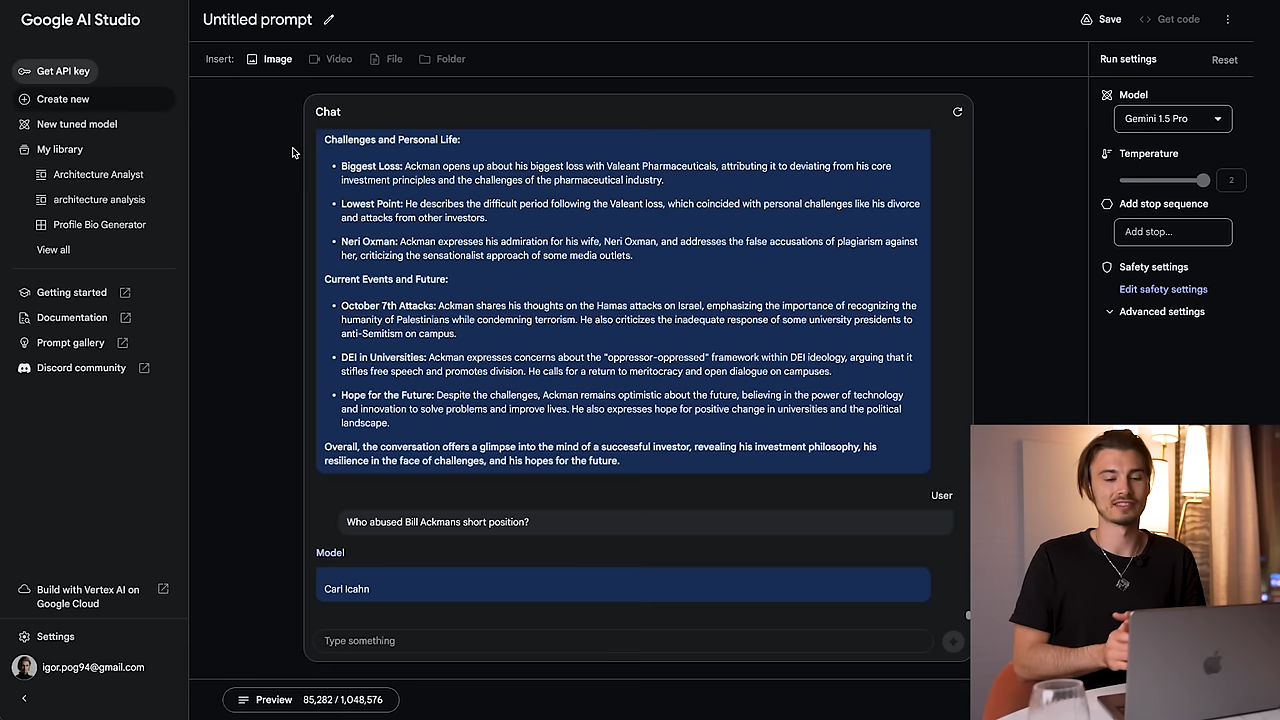 Google AI Studio
Get API key
Create new
New tuned model
My library
Architecture Analyst
architecture analysis
Profile Bio Generator
View all
Getting started
Documentation
Prompt gallery
Discord community
Build with Vertex AI on
Google Cloud
Settings
igor.pog94@gmail.com
Untitled prompt
Save
Get code
Insert:
Image
Video
File
Folder
Chat
Challenges and Personal Life:
• Biggest Loss: Ackman opens up about his biggest loss with Valeant Pharmaceuticals, attributing it to deviating from his core
investment principles and the challenges of the pharmaceutical industry.
• Lowest Point: He describes the difficult period following the Valeant loss, which coincided with personal challenges like his divorce
and attacks from other investors.
• Neri Oxman: Ackman expresses his admiration for his wife, Neri Oxman, and addresses the false accusations of plagiarism against
her, criticizing the sensationalist approach of some media outlets.
Current Events and Future:
• October 7th Attacks: Ackman shares his thoughts on the Hamas attacks on Israel, emphasizing the importance of recognizing the
humanity of Palestinians while condemning terrorism. He also criticizes the inadequate response of some university presidents to
anti-Semitism on campus.
• DEI in Universities: Ackman expresses concerns about the "oppressor-oppressed" framework within DEI ideology, arguing that it
stifles free speech and promotes division. He calls for a return to meritocracy and open dialogue on campuses.
• Hope for the Future: Despite the challenges, Ackman remains optimistic about the future, believing in the power of technology
and innovation to solve problems and improve lives. He also expresses hope for positive change in universities and the political
landscape.
Overall, the conversation offers a glimpse into the mind of a successful investor, revealing his investment philosophy, his
resilience in the face of challenges, and his hopes for the future.
User
Who abused Bill Ackmans short position?
Model
Carl Icahn
Type something
Preview 85,282 / 1,048,576
Run settings
Reset
Model
Gemini 1.5 Pro
Temperature
2
Add stop sequence
Add stop...
Safety settings
Edit safety settings
Advanced settings